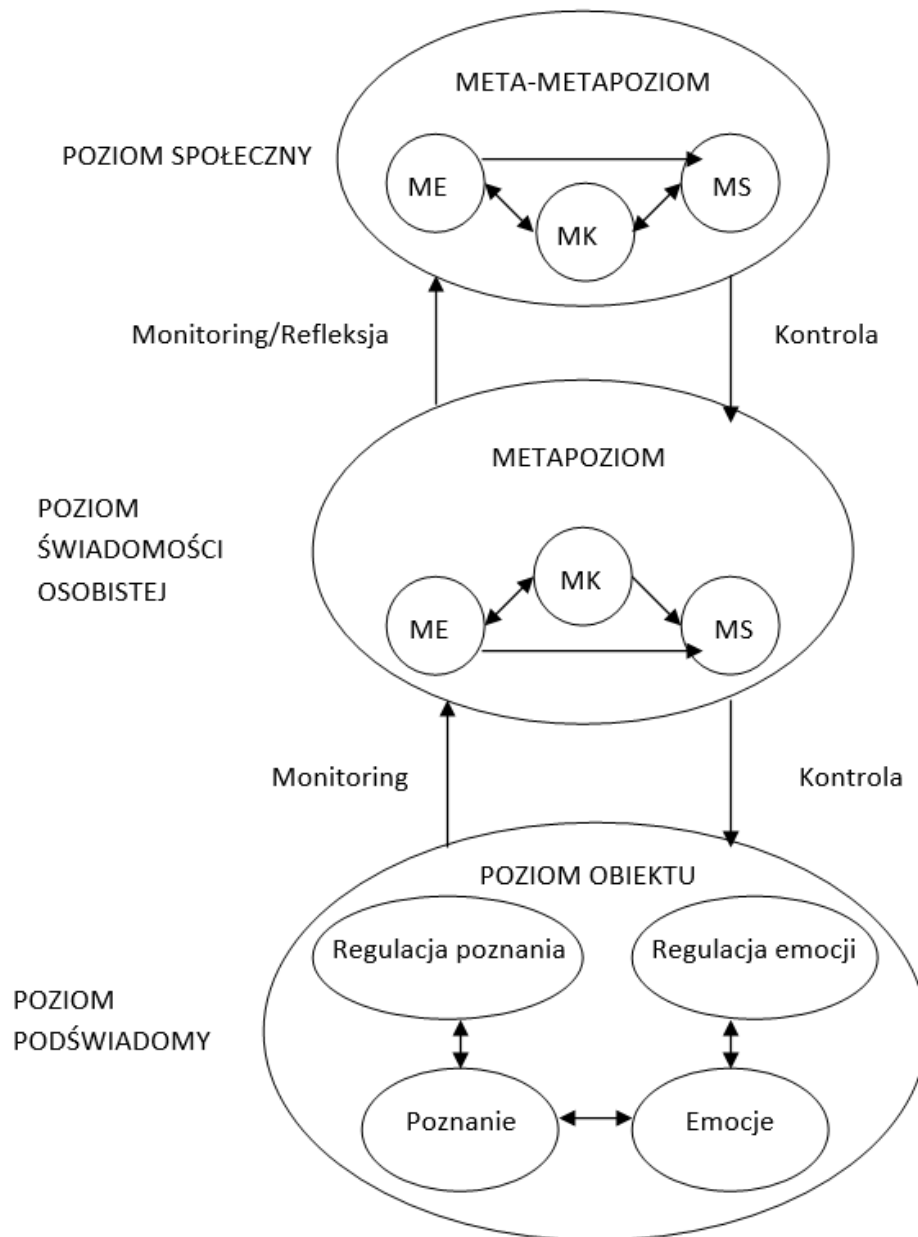 META-METAPOZIOM
POZIOM SPOŁECZNY
ME
MS
MK
Monitoring/Refleksja
Kontrola
METAPOZIOM
POZIOM
ŚWIADOMOŚCI
OSOBISTEJ
MK
ME
MS
Monitoring
Kontrola
POZIOM OBIEKTU
Regulacja poznania
Regulacja emocji
POZIOM
PODŚWIADOMY
Poznanie
Emocje